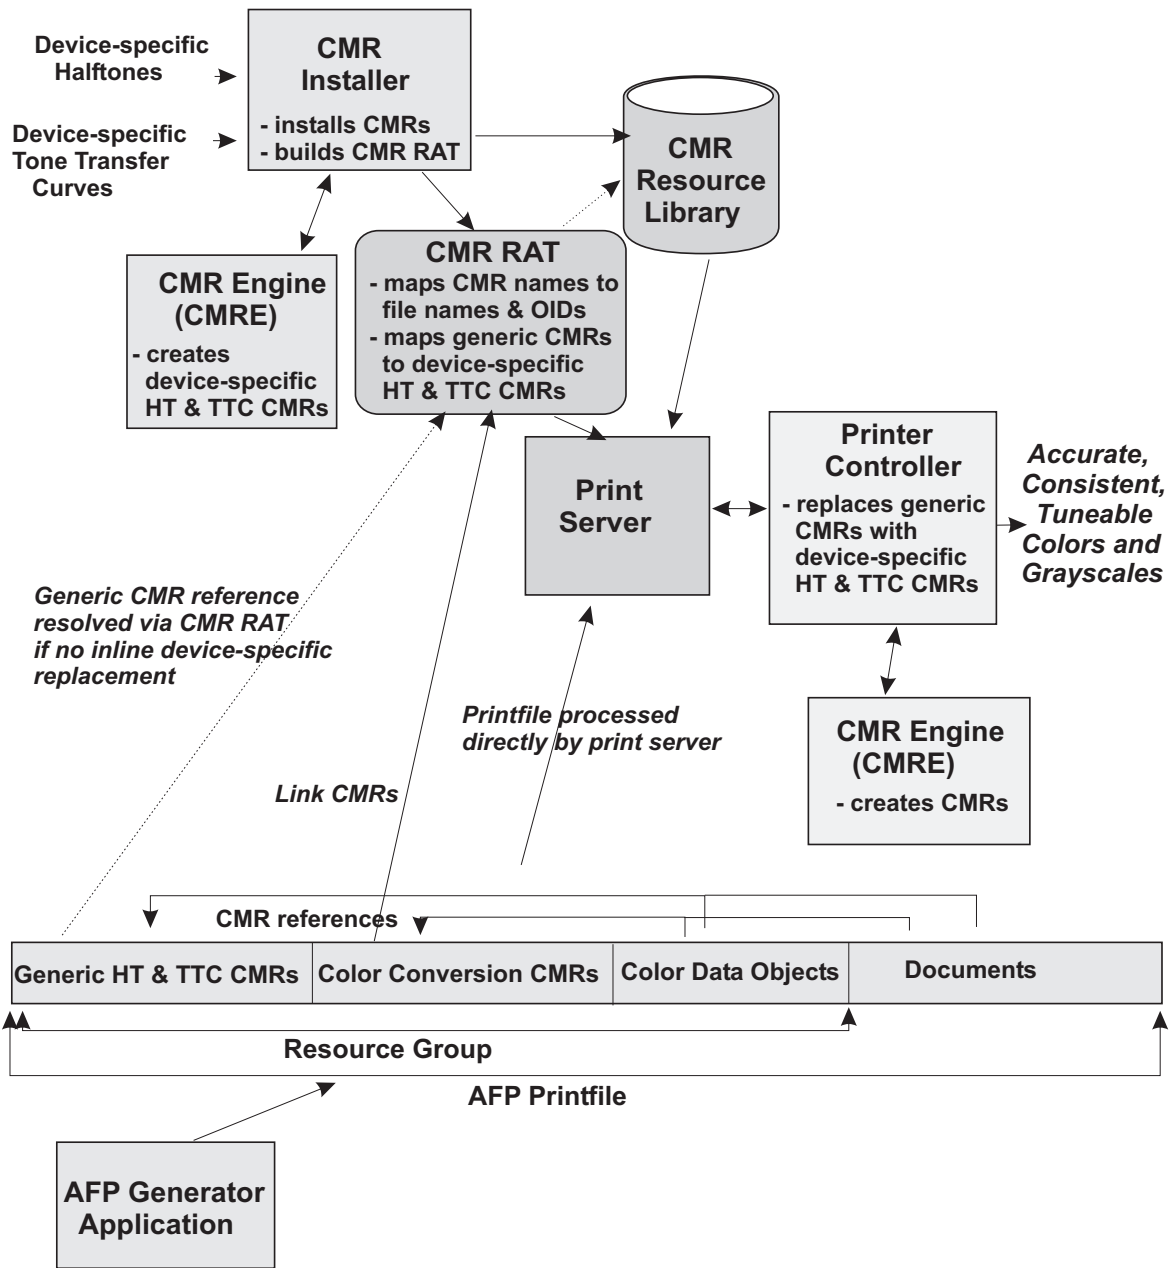 Device-specific
Halftones
Device-specific
Tone Transfer
Curves
CMR
Installer
- installs CMRs
- builds CMR RAT
CMR
Resource
Library
CMR Engine
(CMRE)
- creates
device-specific
HT & TTC CMRs
CMR RAT
- maps CMR names to
file names & OIDs
- maps generic CMRs
to device-specific
HT & TTC CMRs
Print
Server
Printer
Controller
- replaces generic
CMRs with
device-specific
HT & TTC CMRs
Accurate,
Consistent,
Tuneable
Colors and
Grayscales
Generic CMR reference
resolved via CMR RAT
if no inline device-specific
replacement
Link CMRs
Printfile processed
directly by print server
CMR Engine
(CMRE)
- creates CMRs
CMR references
Generic HT & TTC CMRs
Color Conversion CMRs
Color Data Objects
Documents
Resource Group
AFP Printfile
AFP Generator
Application